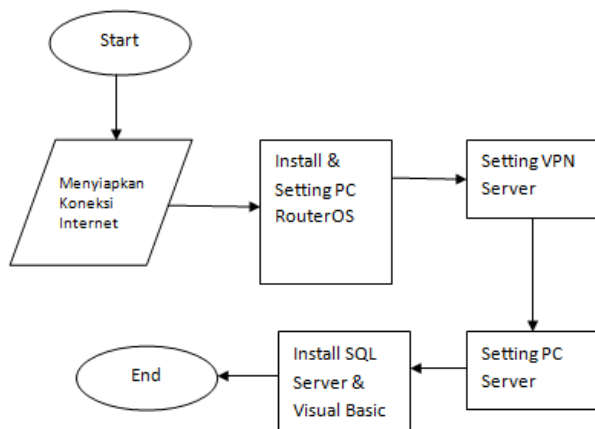 Start
Menyiapkan
Koneksi
Internet
Install &
Setting PC
RouterOS
Setting VPN
Server
Setting PC
Server
Install SQL
Server &
Visual Basic
End